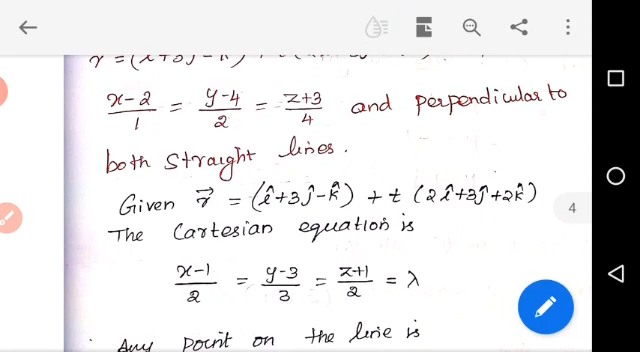 x-2/1 = y-4/2 = z+3/4 and perpendicular to
both straight lines.
Given r⃗ = (î+3ĵ-k̂) + t (2î+3ĵ+2k̂)
The Cartesian equation is
x-1/2 = y-3/3 = z+1/2 = λ
Any point on the line is
4